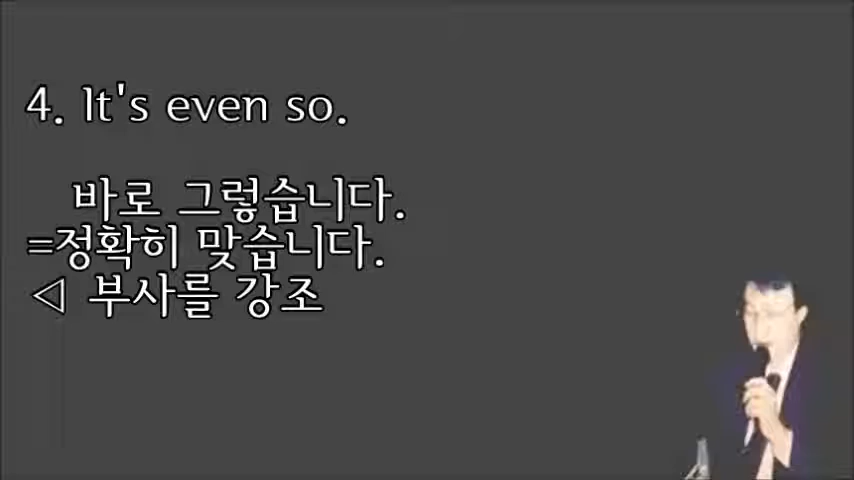 4. It's even so.
바로 그렇습니다.
=정확히 맞습니다.
◁ 부사를 강조